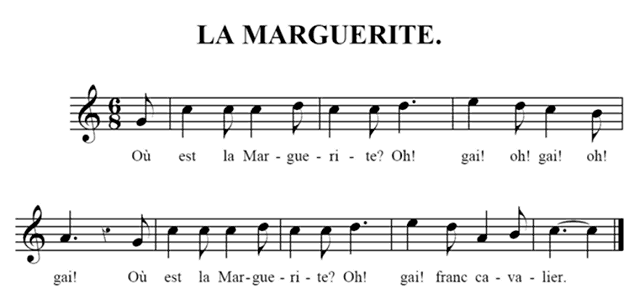 LA MARGUERITE.
6
8
Où est la Mar - gue - ri - te? Oh! gai! oh! gai! oh!
gai! Où est la Mar-gue - ri - te? Oh! gai! franc ca - va - lier.